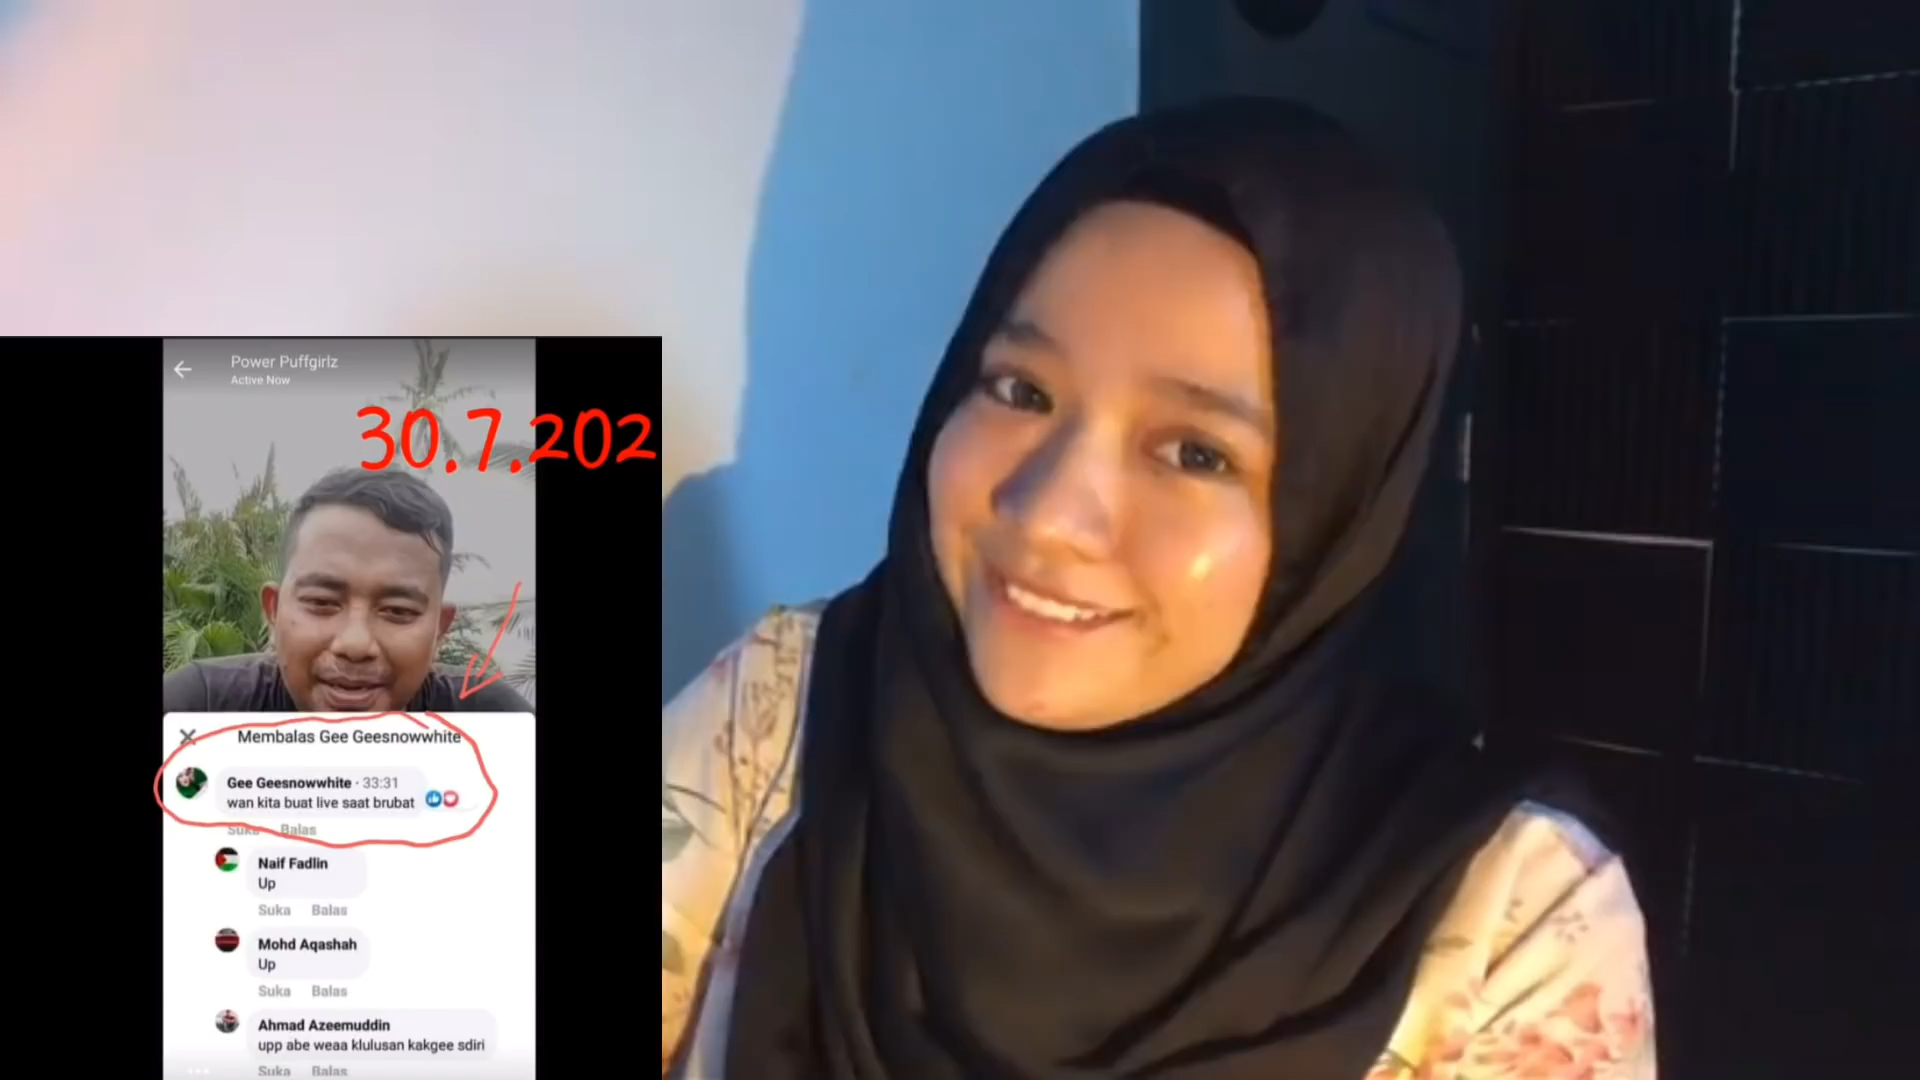 Power Puffgirlz
Active Now
30.7.202
Membalas Gee Geesnowwhite
Gee Geesnowwhite · 33:31
wan kita buat live saat brubat
Suka Balas
Naif Fadlin
Up
Suka Balas
Mohd Aqashah
Up
Suka Balas
Ahmad Azeemuddin
upp abe weaa klulusan kakgee sdiri
Suka Balas